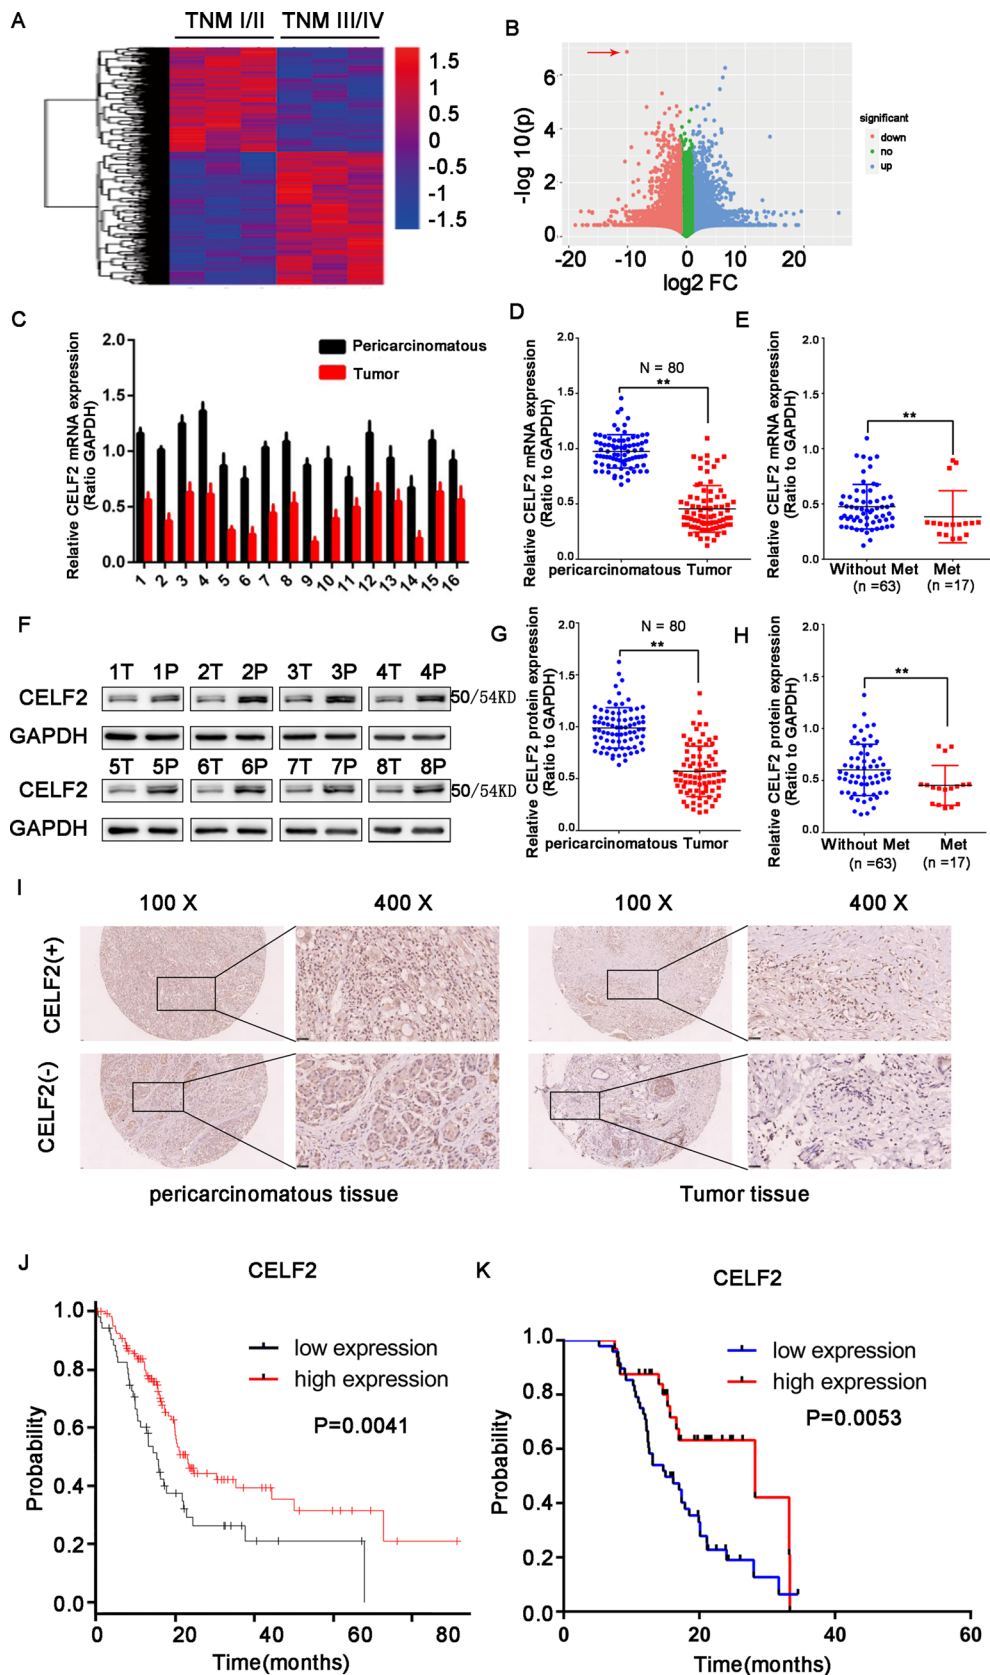 A
TNM I/II TNM III/IV
1.5
1
0.5
0
-0.5
-1
-1.5
B
-log 10(p)
6
4
2
0
-20 -10 0 10 20
log2 FC
significant
down
no
up
C
Relative CELF2 mRNA expression
(Ratio GAPDH)
2.0
1.5
1.0
0.5
0.0
Pericarcinomatous
Tumor
1 2 3 4 5 6 7 8 9 10 11 12 13 14 15 16
D
Relative CELF2 mRNA expression
(Ratio to GAPDH)
2.0
1.5
1.0
0.5
0.0
N = 80
**
pericarcinomatous Tumor
E
Relative CELF2 mRNA expression
(Ratio to GAPDH)
2.0
1.5
1.0
0.5
0.0
**
Without Met Met
(n =63) (n =17)
F
1T 1P 2T 2P 3T 3P 4T 4P
CELF2 50/54KD
GAPDH
5T 5P 6T 6P 7T 7P 8T 8P
CELF2 50/54KD
GAPDH
G
Relative CELF2 protein expression
(Ratio to GAPDH)
2.0
1.5
1.0
0.5
0.0
N = 80
**
pericarcinomatous Tumor
H
Relative CELF2 protein expression
(Ratio to GAPDH)
2.0
1.5
1.0
0.5
0.0
**
Without Met Met
(n =63) (n =17)
I
100 X 400 X 100 X 400 X
CELF2(+)
CELF2(-)
pericarcinomatous tissue Tumor tissue
J
CELF2
Probability
1.0
0.8
0.6
0.4
0.2
0.0
low expression
high expression
P=0.0041
0 20 40 60 80
Time(months)
K
CELF2
Probability
1.0
0.8
0.6
0.4
0.2
0.0
low expression
high expression
P=0.0053
0 20 40 60
Time(months)